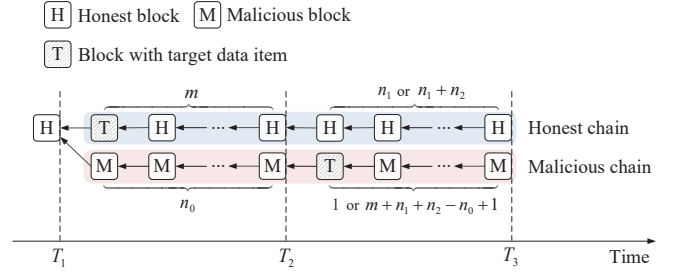 H Honest block M Malicious block
T Block with target data item
m n₁ or n₁ + n₂
H T H ··· H H H ··· H Honest chain
M M ··· M T M ··· M Malicious chain
n₀ 1 or m + n₁ + n₂ − n₀ + 1
T₁ T₂ T₃ Time